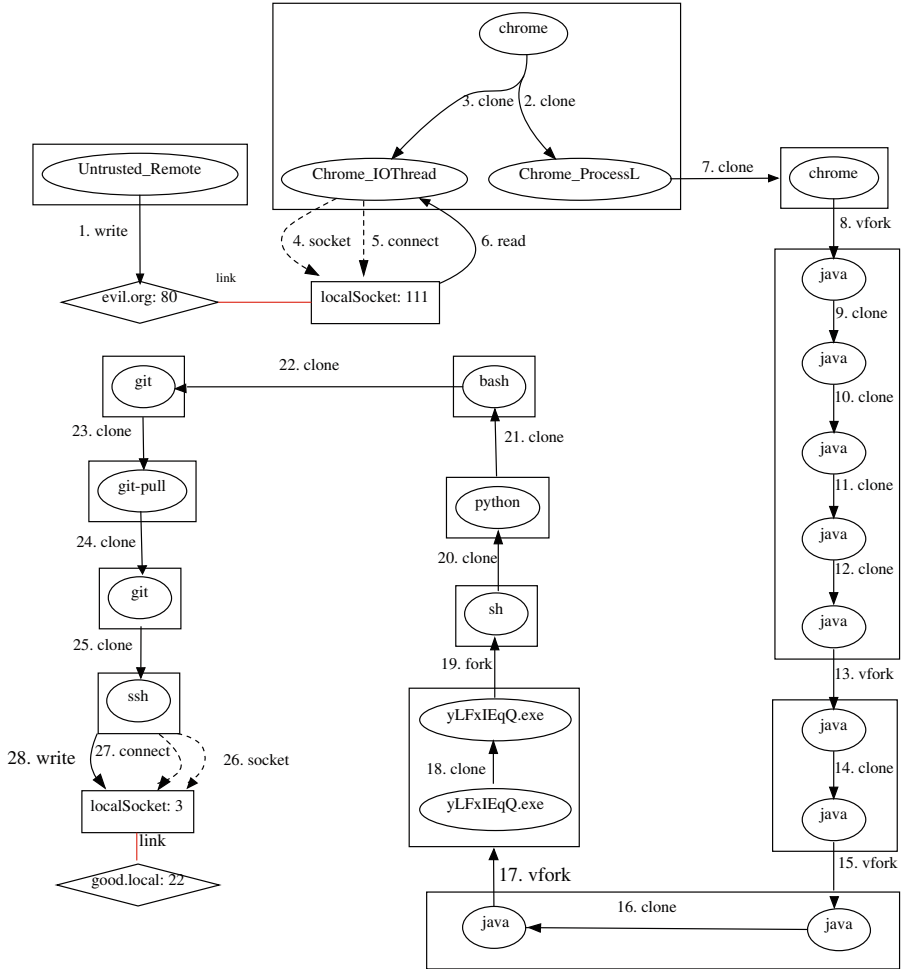 chrome
3. clone
2. clone
Untrusted_Remote
Chrome_IOThread
Chrome_ProcessL
7. clone
chrome
1. write
4. socket
5. connect
6. read
8. vfork
evil.org: 80
link
localSocket: 111
java
9. clone
java
10. clone
java
11. clone
java
12. clone
java
13. vfork
java
14. clone
java
15. vfork
java
16. clone
java
17. vfork
yLFxIEqQ.exe
18. clone
yLFxIEqQ.exe
19. fork
sh
20. clone
python
21. clone
bash
22. clone
git
23. clone
git-pull
24. clone
git
25. clone
ssh
28. write
27. connect
26. socket
localSocket: 3
link
good.local: 22